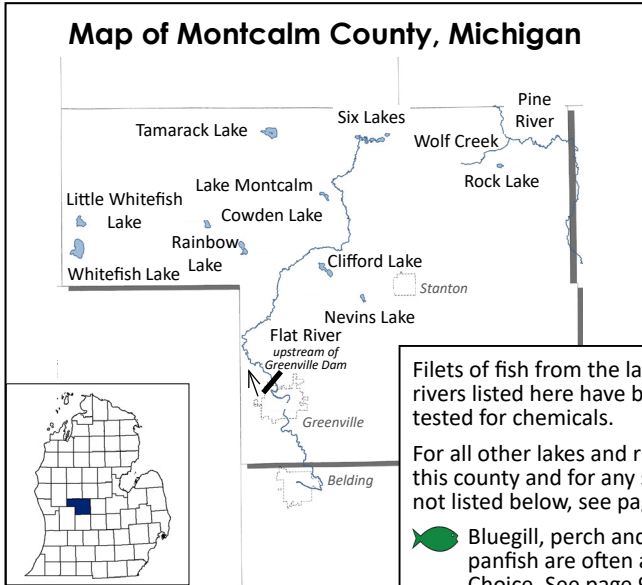 Map of Montcalm County, Michigan
Pine
River
Six Lakes
Tamarack Lake
Wolf Creek
Rock Lake
Lake Montcalm
Little Whitefish
Lake
Cowden Lake
Rainbow
Lake
Whitefish Lake
Clifford Lake
Stanton
Nevins Lake
Flat River
upstream of
Greenville Dam
Greenville
Belding
Filets of fish from the la
rivers listed here have b
tested for chemicals.
For all other lakes and r
this county and for any s
not listed below, see pa
Bluegill, perch and
panfish are often a